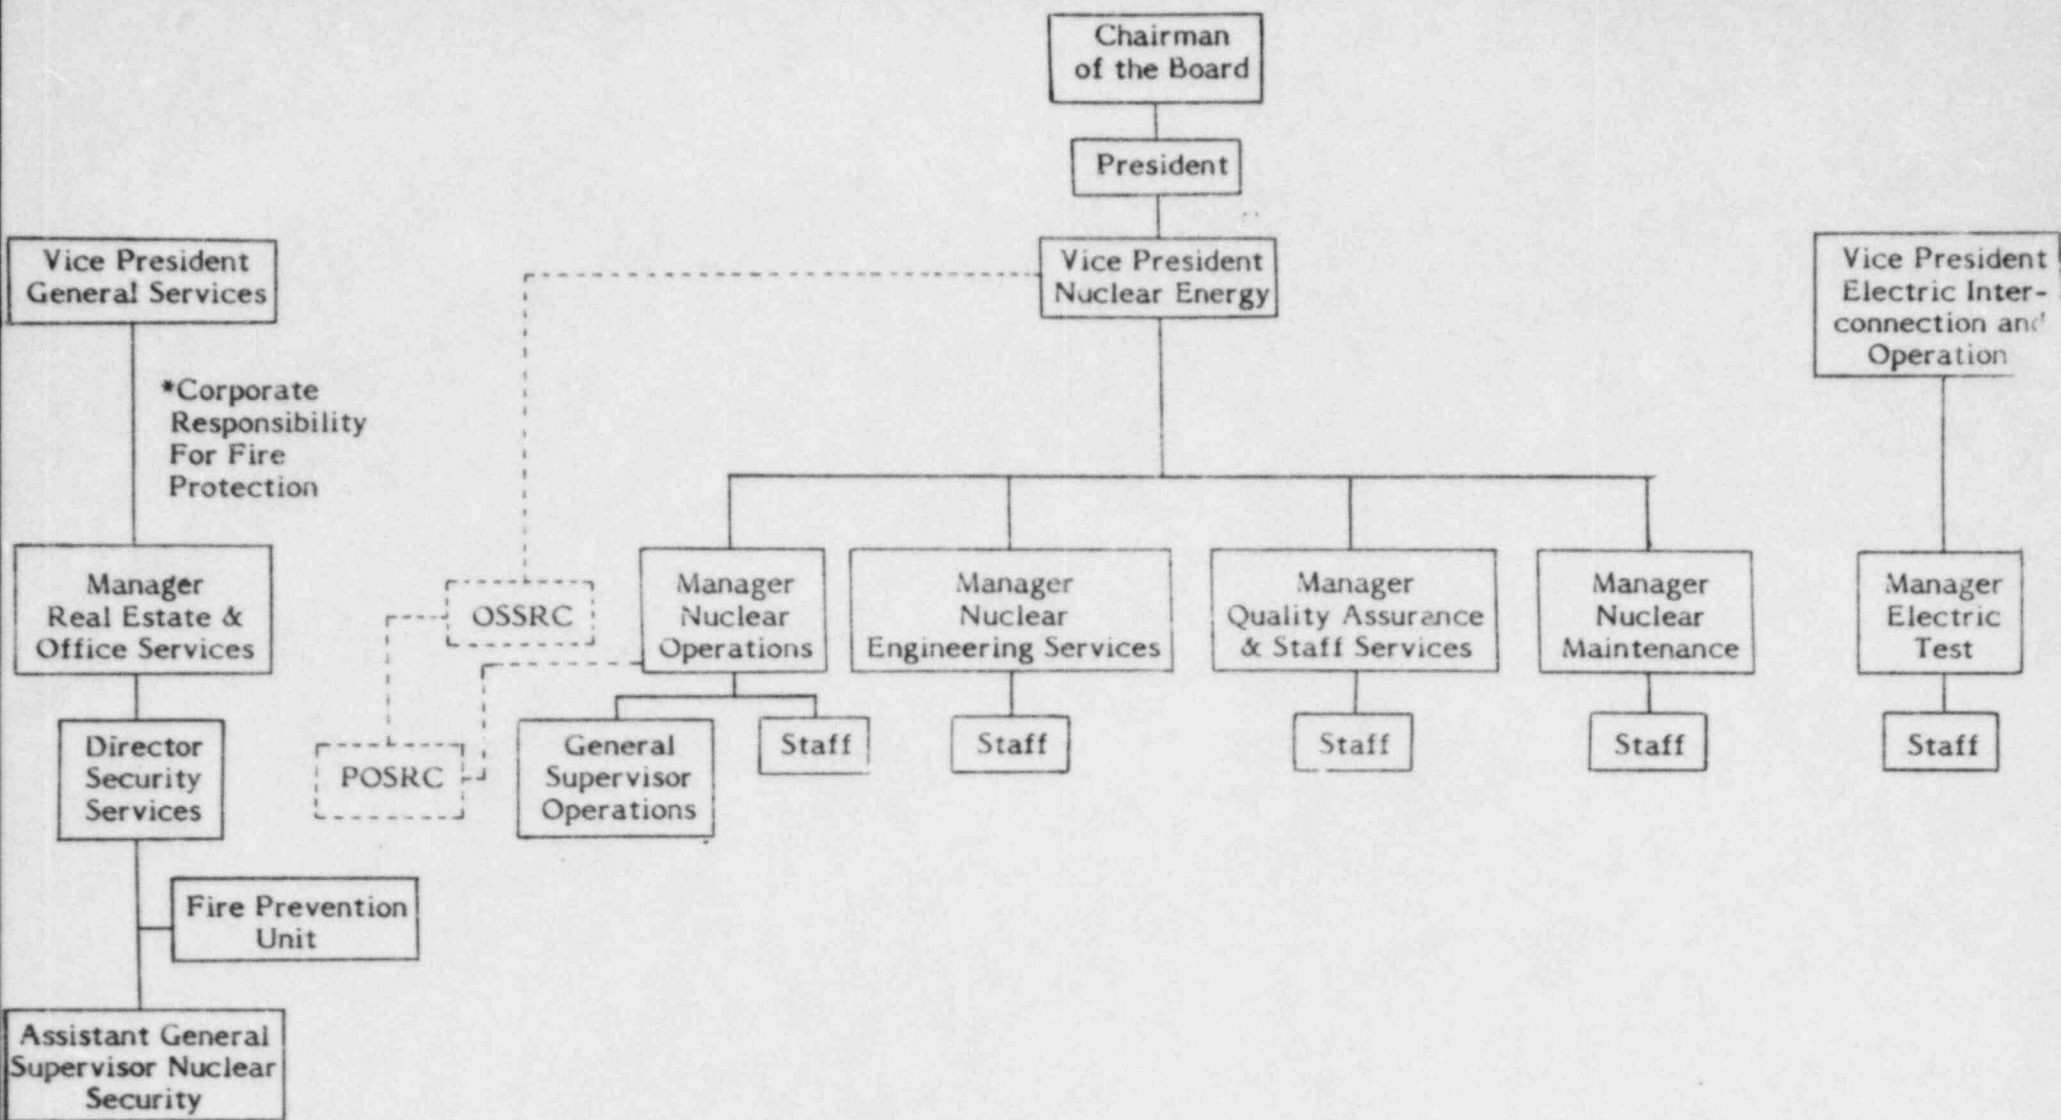 Chairman
of the Board
President
Vice President
General Services
Vice President
Nuclear Energy
Vice President
Electric Inter-
connection and
Operation
*Corporate
Responsibility
For Fire
Protection
Manager
Real Estate &
Office Services
OSSRC
Manager
Nuclear
Operations
Manager
Nuclear
Engineering Services
Manager
Quality Assurance
& Staff Services
Manager
Nuclear
Maintenance
Manager
Electric
Test
Director
Security
Services
POSRC
General
Supervisor
Operations
Staff
Staff
Staff
Staff
Staff
Fire Prevention
Unit
Assistant General
Supervisor Nuclear
Security